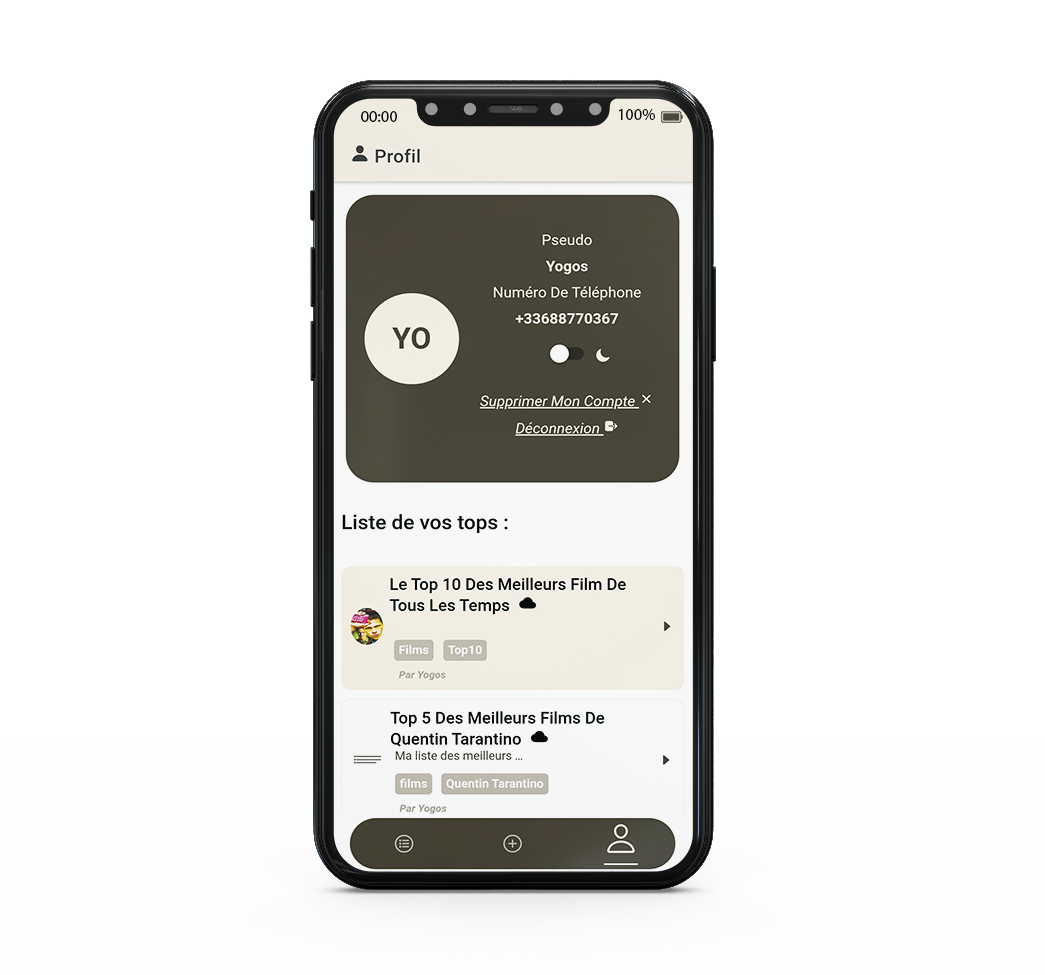 00:00
100%
Profil
Pseudo
Yogos
Numéro De Téléphone
+33688770367
YO
Supprimer Mon Compte
Déconnexion
Liste de vos tops :
Le Top 10 Des Meilleurs Film De
Tous Les Temps
Films Top10
Par Yogos
Top 5 Des Meilleurs Films De
Quentin Tarantino
Ma liste des meilleurs ...
films Quentin Tarantino
Par Yogos